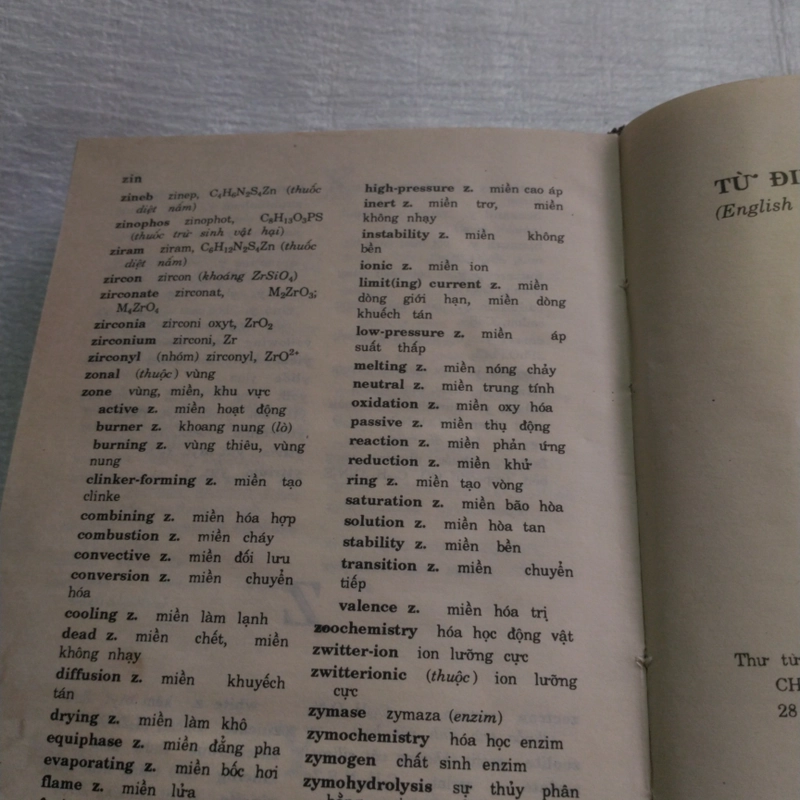 zin
zineb zinep, C₄H₆N₂S₄Zn (thuốc
diệt nấm)
zinophos zinophot, C₈H₁₃O₃PS
(thuốc trừ sinh vật hại)
ziram ziram, C₆H₁₂N₂S₄Zn (thuốc
diệt nấm)
zircon zircon (khoáng ZrSiO₄)
zirconate zirconat, M₂ZrO₃;
M₄ZrO₄
zirconia zirconi oxyt, ZrO₂
zirconium zirconi, Zr
zirconyl (nhóm) zirconyl, ZrO²⁺
zonal (thuộc) vùng
zone vùng, miền, khu vực
active z. miền hoạt động
burner z. khoang nung (lò)
burning z. vùng thiêu, vùng
nung
clinker-forming z. miền tạo
clinke
combining z. miền hóa hợp
combustion z. miền cháy
convective z. miền đối lưu
conversion z. miền chuyển
hóa
cooling z. miền làm lạnh
dead z. miền chết, miền
không nhạy
diffusion z. miền khuyếch
tán
drying z. miền làm khô
equiphase z. miền đẳng pha
evaporating z. miền bốc hơi
flame z. miền lửa
high-pressure z. miền cao áp
inert z. miền trơ, miền
không nhạy
instability z. miền không
bền
ionic z. miền ion
limit(ing) current z. miền
dòng giới hạn, miền dòng
khuếch tán
low-pressure z. miền áp
suất thấp
melting z. miền nóng chảy
neutral z. miền trung tính
oxidation z. miền oxy hóa
passive z. miền thụ động
reaction z. miền phản ứng
reduction z. miền khử
ring z. miền tạo vòng
saturation z. miền bão hòa
solution z. miền hòa tan
stability z. miền bền
transition z. miền chuyển
tiếp
valence z. miền hóa trị
zoochemistry hóa học động vật
zwitter-ion ion lưỡng cực
zwitterionic (thuộc) ion lưỡng
cực
zymase zymaza (enzim)
zymochemistry hóa học enzim
zymogen chất sinh enzim
zymohydrolysis sự thủy phân
TỪ ĐI
(English
Thư từ
CH
28